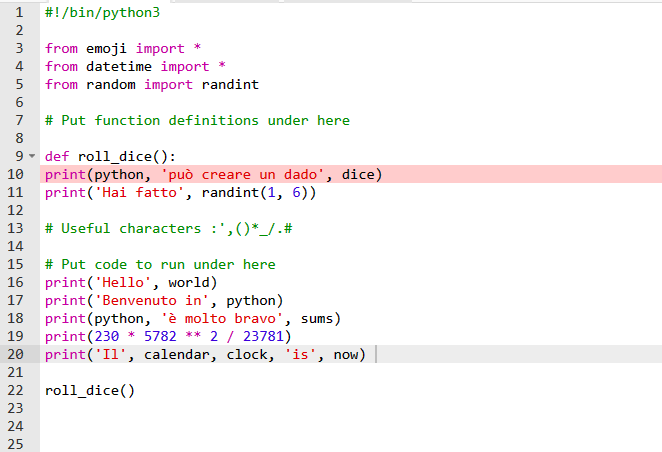 1 #!/bin/python3
2
3 from emoji import *
4 from datetime import *
5 from random import randint
6
7 # Put function definitions under here
8
9 def roll_dice():
10 print(python, 'può creare un dado', dice)
11 print('Hai fatto', randint(1, 6))
12
13 # Useful characters :',()*_/.#
14
15 # Put code to run under here
16 print('Hello', world)
17 print('Benvenuto in', python)
18 print(python, 'è molto bravo', sums)
19 print(230 * 5782 ** 2 / 23781)
20 print('Il', calendar, clock, 'is', now)
21
22 roll_dice()
23
24
25